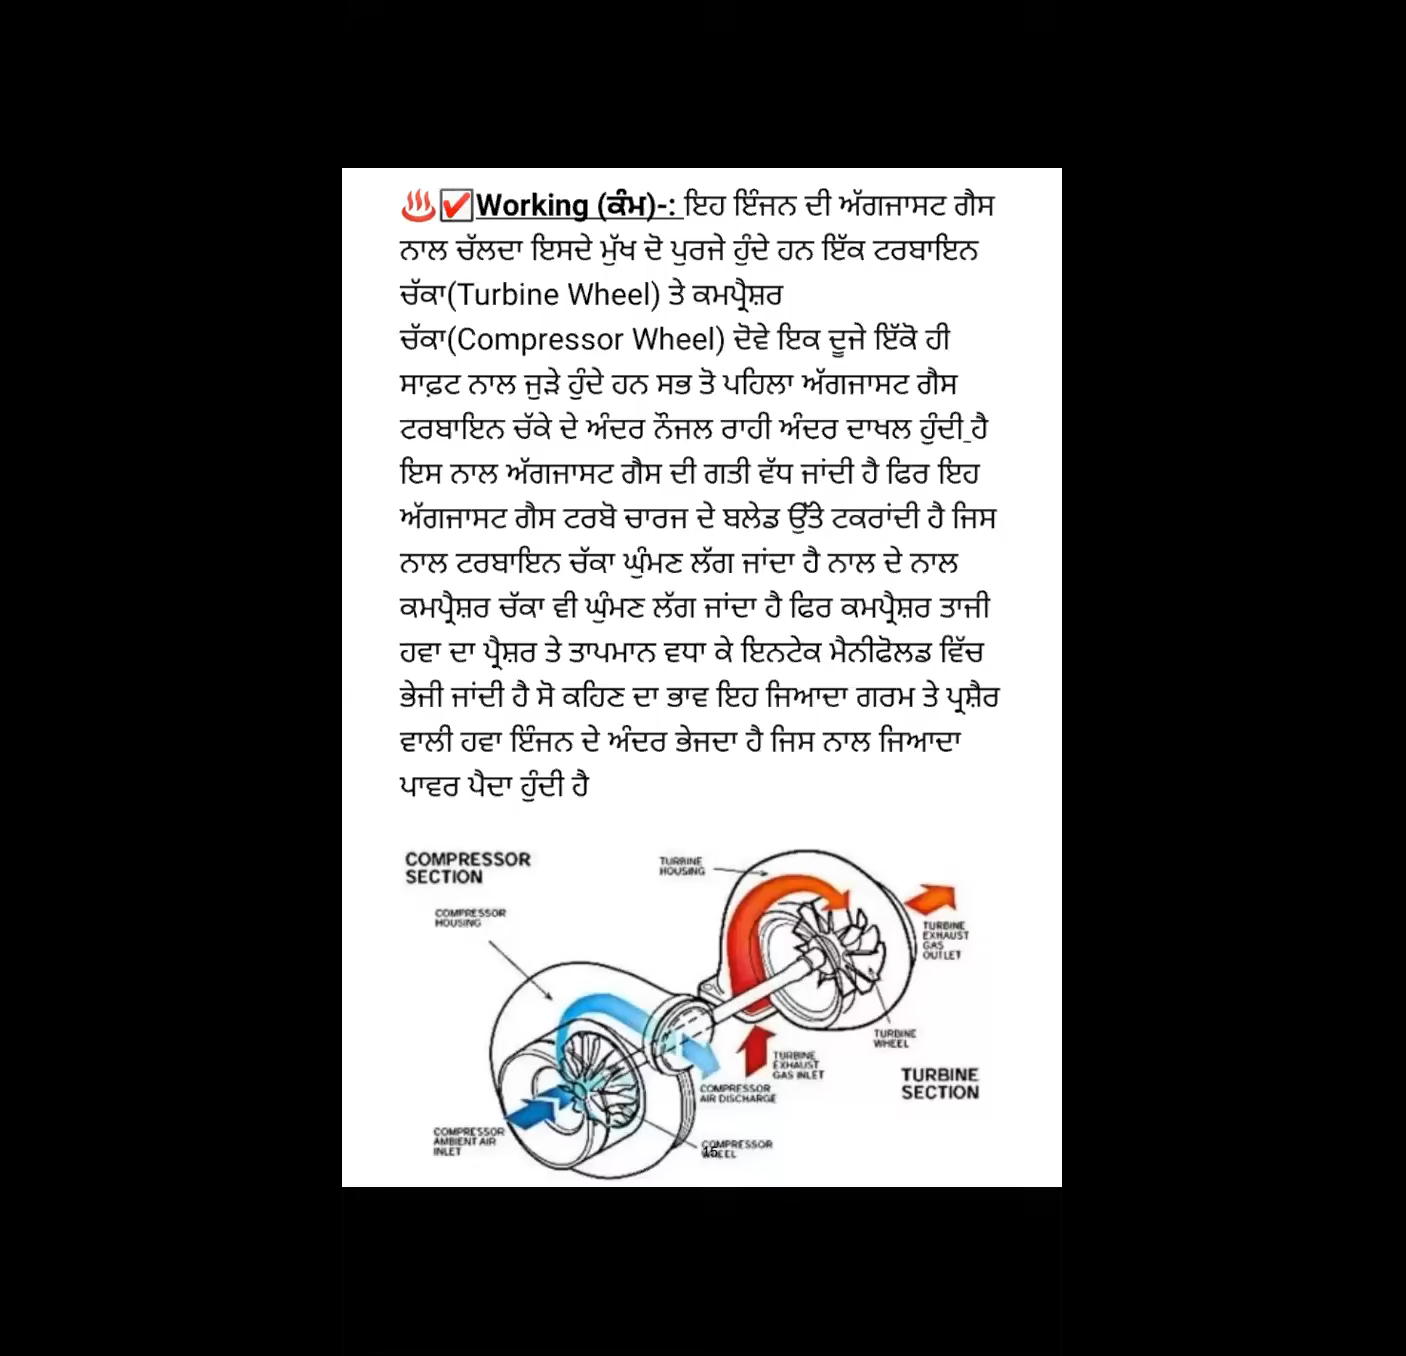 ♨️☑Working (ਕੰਮ)-: ਇਹ ਇੰਜਨ ਦੀ ਅੱਗਜਾਸਟ ਗੈਸ
ਨਾਲ ਚੱਲਦਾ ਇਸਦੇ ਮੁੱਖ ਦੋ ਪੁਰਜੇ ਹੁੰਦੇ ਹਨ ਇੱਕ ਟਰਬਾਇਨ
ਚੱਕਾ(Turbine Wheel) ਤੇ ਕਮਪ੍ਰੈਸ਼ਰ
ਚੱਕਾ(Compressor Wheel) ਦੋਵੇ ਇਕ ਦੂਜੇ ਇੱਕੋ ਹੀ
ਸਾਫ਼ਟ ਨਾਲ ਜੁੜੇ ਹੁੰਦੇ ਹਨ ਸਭ ਤੋ ਪਹਿਲਾ ਅੱਗਜਾਸਟ ਗੈਸ
ਟਰਬਾਇਨ ਚੱਕੇ ਦੇ ਅੰਦਰ ਨੌਜਲ ਰਾਹੀ ਅੰਦਰ ਦਾਖਲ ਹੁੰਦੀ_ਹੈ
ਇਸ ਨਾਲ ਅੱਗਜਾਸਟ ਗੈਸ ਦੀ ਗਤੀ ਵੱਧ ਜਾਂਦੀ ਹੈ ਫਿਰ ਇਹ
ਅੱਗਜਾਸਟ ਗੈਸ ਟਰਬੋ ਚਾਰਜ ਦੇ ਬਲੇਡ ਉੱਤੇ ਟਕਰਾਂਦੀ ਹੈ ਜਿਸ
ਨਾਲ ਟਰਬਾਇਨ ਚੱਕਾ ਘੁੰਮਣ ਲੱਗ ਜਾਂਦਾ ਹੈ ਨਾਲ ਦੇ ਨਾਲ
ਕਮਪ੍ਰੈਸ਼ਰ ਚੱਕਾ ਵੀ ਘੁੰਮਣ ਲੱਗ ਜਾਂਦਾ ਹੈ ਫਿਰ ਕਮਪ੍ਰੈਸ਼ਰ ਤਾਜੀ
ਹਵਾ ਦਾ ਪ੍ਰੈਸ਼ਰ ਤੇ ਤਾਪਮਾਨ ਵਧਾ ਕੇ ਇਨਟੇਕ ਮੈਨੀਫੋਲਡ ਵਿੱਚ
ਭੇਜੀ ਜਾਂਦੀ ਹੈ ਸੋ ਕਹਿਣ ਦਾ ਭਾਵ ਇਹ ਜਿਆਦਾ ਗਰਮ ਤੇ ਪ੍ਰਸ਼ੈਰ
ਵਾਲੀ ਹਵਾ ਇੰਜਨ ਦੇ ਅੰਦਰ ਭੇਜਦਾ ਹੈ ਜਿਸ ਨਾਲ ਜਿਆਦਾ
ਪਾਵਰ ਪੈਦਾ ਹੁੰਦੀ ਹੈ
COMPRESSOR
SECTION
COMPRESSOR
HOUSING
TURBINE
HOUSING
TURBINE
EXHAUST
GAS
OUTLET
TURBINE
WHEEL
TURBINE
EXHAUST
GAS INLET
TURBINE
SECTION
COMPRESSOR
AIR DISCHARGE
COMPRESSOR
AMBIENT AIR
INLET
COMPRESSOR
WHEEL
15